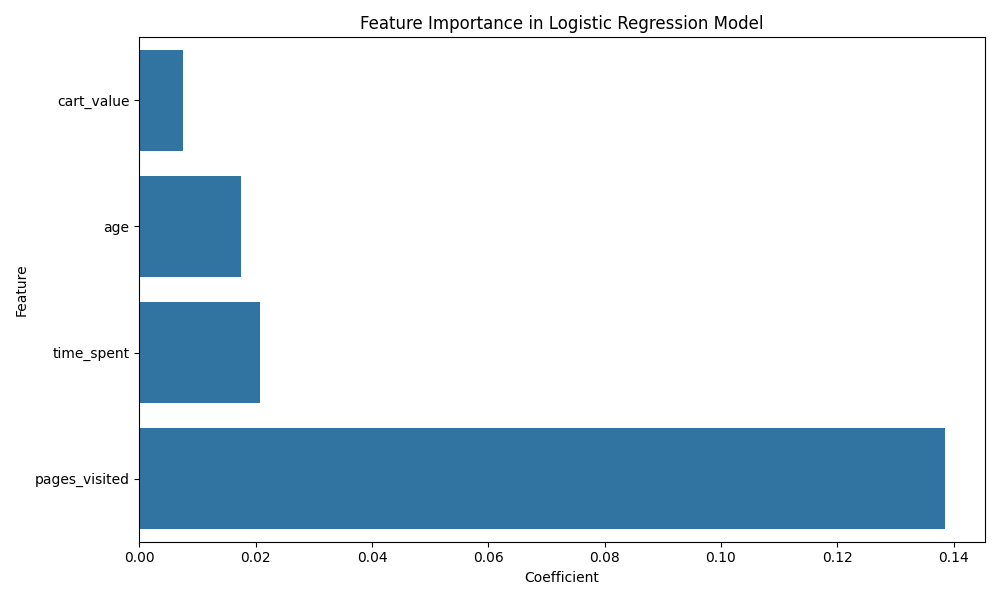 Feature Importance in Logistic Regression Model
cart_value
age
time_spent
pages_visited
Feature
0.00 0.02 0.04 0.06 0.08 0.10 0.12 0.14
Coefficient